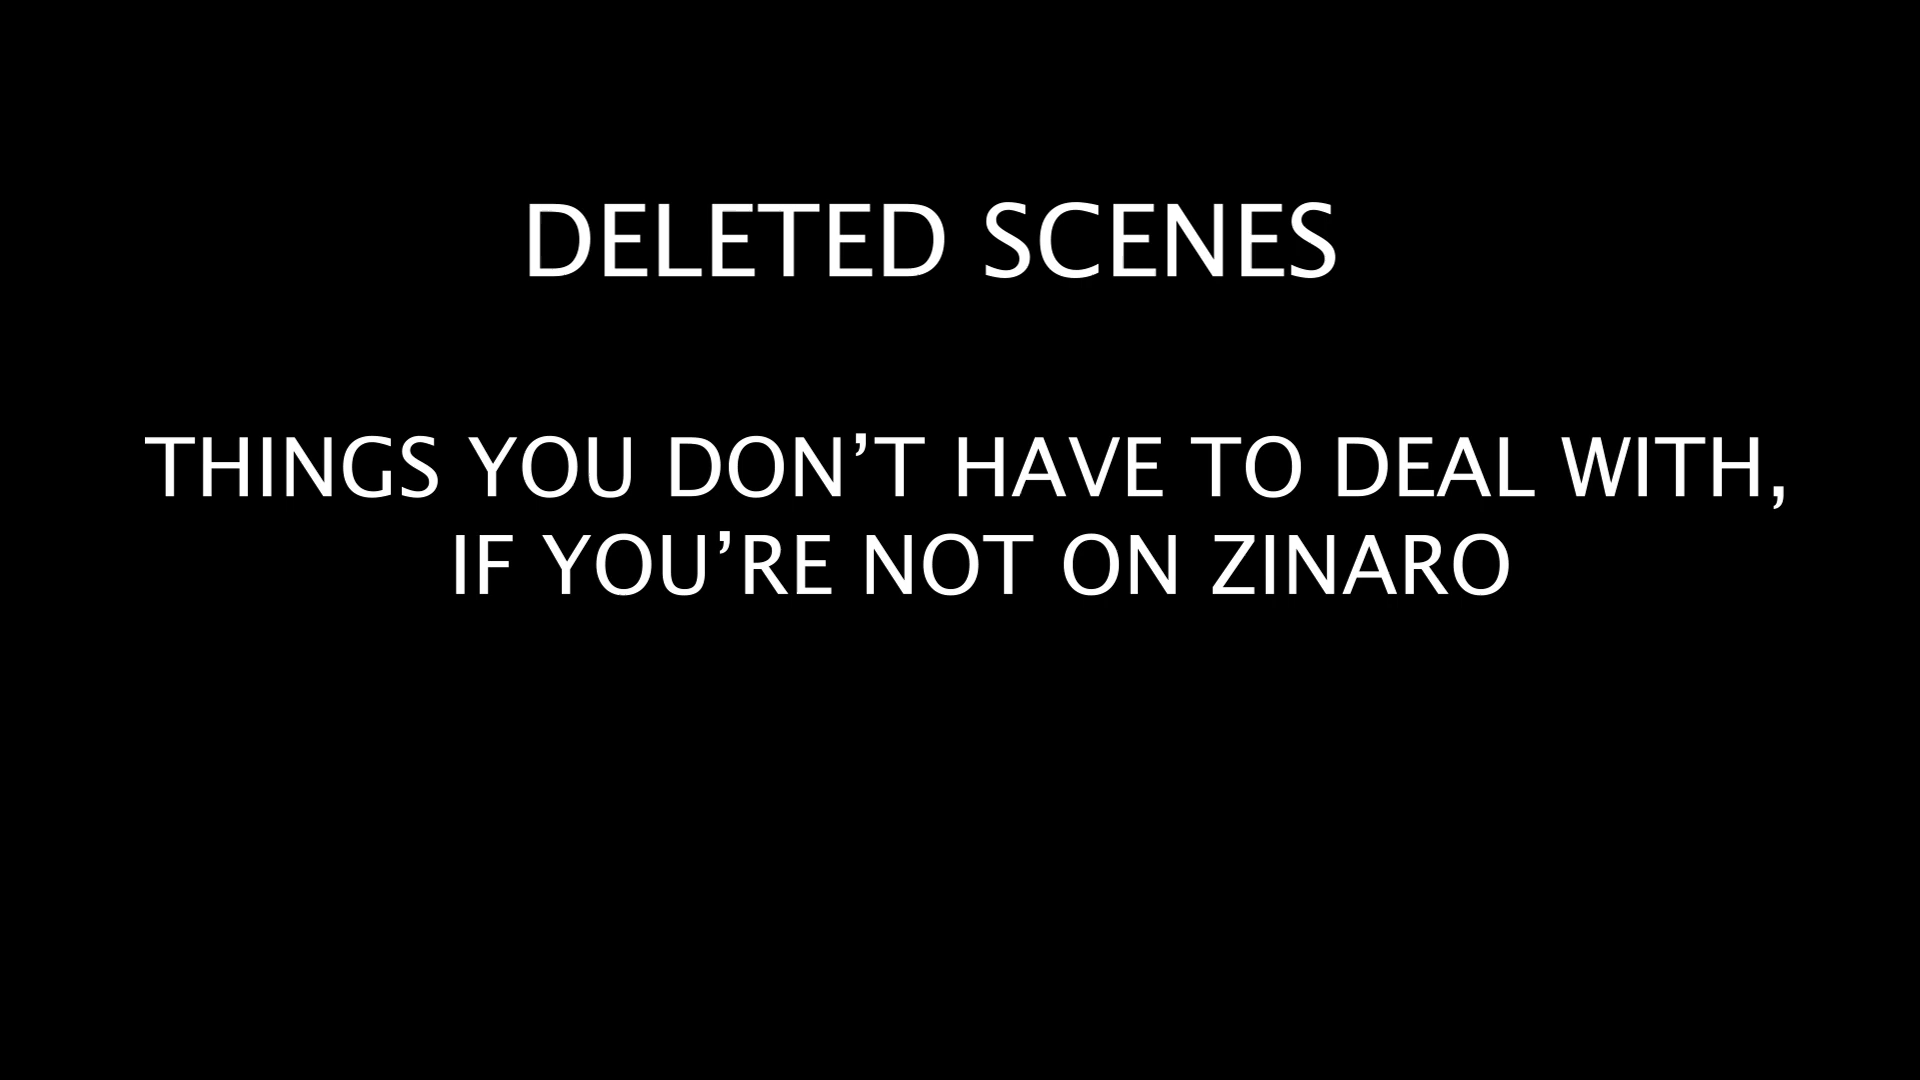 DELETED SCENES
THINGS YOU DON’T HAVE TO DEAL WITH,
IF YOU’RE NOT ON ZINARO